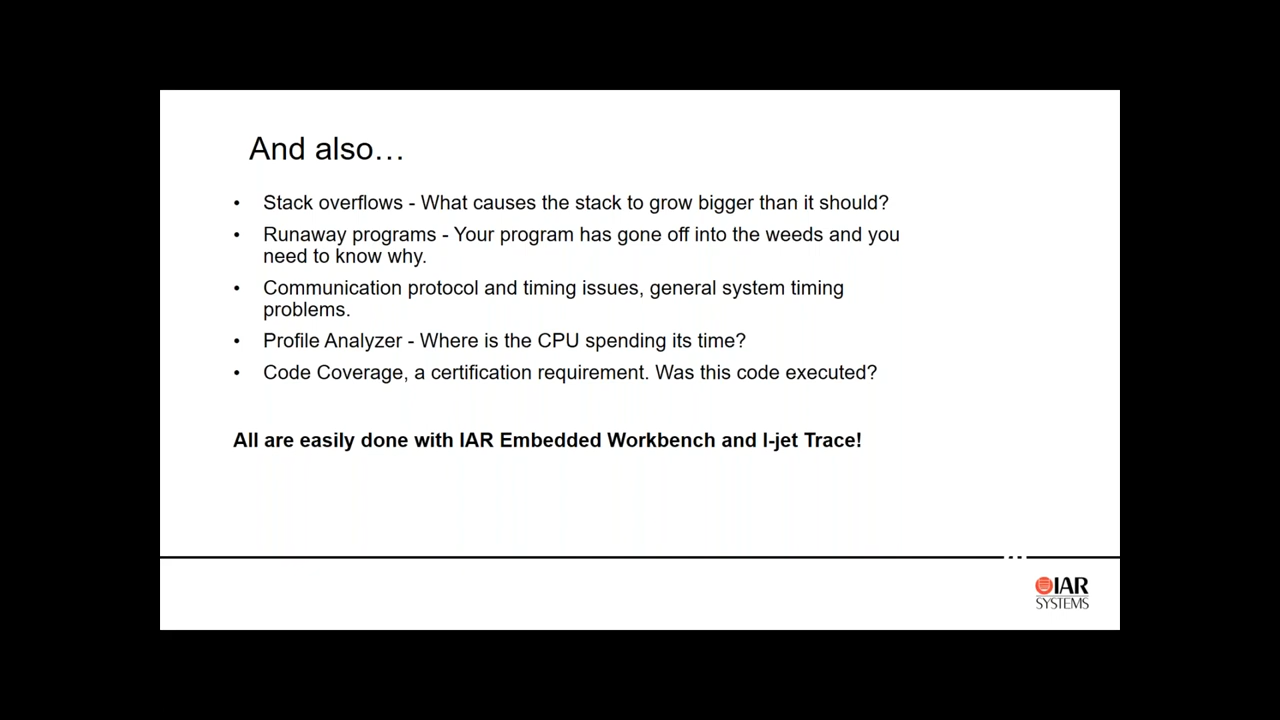 And also…
• Stack overflows - What causes the stack to grow bigger than it should?
• Runaway programs - Your program has gone off into the weeds and you
need to know why.
• Communication protocol and timing issues, general system timing
problems.
• Profile Analyzer - Where is the CPU spending its time?
• Code Coverage, a certification requirement. Was this code executed?
All are easily done with IAR Embedded Workbench and I-jet Trace!
IAR
SYSTEMS